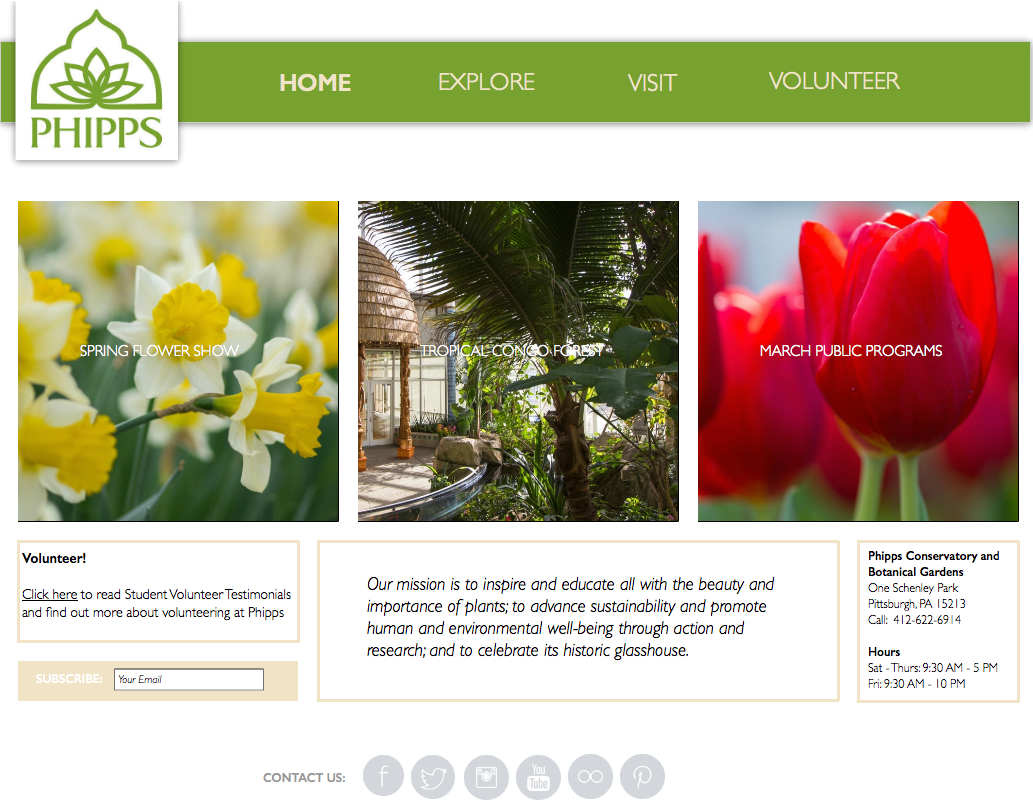 PHIPPS
HOME
EXPLORE
VISIT
VOLUNTEER
SPRING FLOWER SHOW
TROPICAL CONGO FOREST
MARCH PUBLIC PROGRAMS
Volunteer!
Click here to read Student Volunteer Testimonials
and find out more about volunteering at Phipps
SUBSCRIBE:
Your Email
Our mission is to inspire and educate all with the beauty and
importance of plants; to advance sustainability and promote
human and environmental well-being through action and
research; and to celebrate its historic glasshouse.
Phipps Conservatory and
Botanical Gardens
One Schenley Park
Pittsburgh, PA 15213
Call:  412-622-6914
Hours
Sat - Thurs: 9:30 AM - 5 PM
Fri: 9:30 AM - 10 PM
CONTACT US:
f
You
Tube